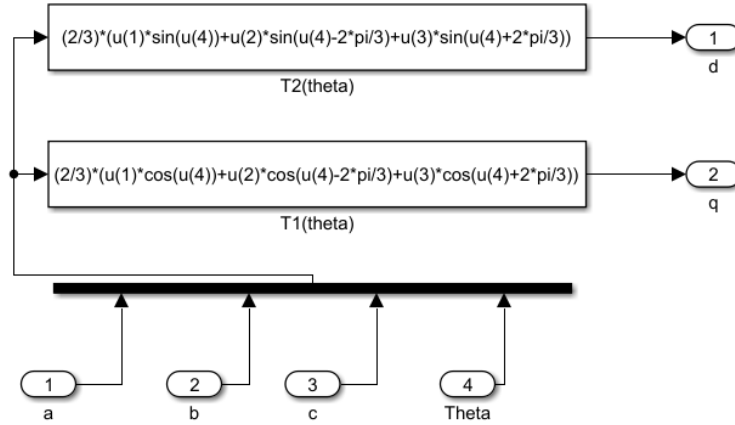 (2/3)*(u(1)*sin(u(4))+u(2)*sin(u(4)-2*pi/3)+u(3)*sin(u(4)+2*pi/3))
1
T2(theta)
d
(2/3)*(u(1)*cos(u(4))+u(2)*cos(u(4)-2*pi/3)+u(3)*cos(u(4)+2*pi/3))
2
T1(theta)
q
1
2
3
4
a
b
c
Theta